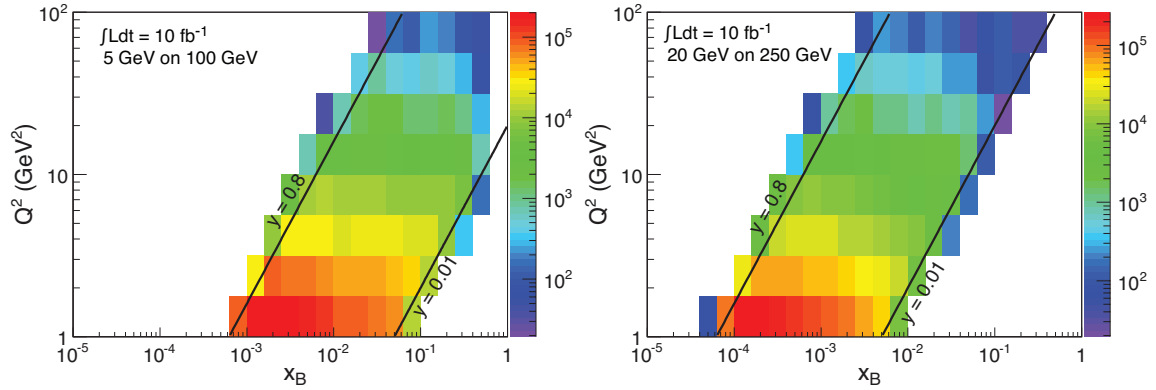 ∫Ldt = 10 fb⁻¹
5 GeV on 100 GeV
Q² (GeV²)
10²
10
1
y = 0.8
y = 0.01
10⁻⁵ 10⁻⁴ 10⁻³ 10⁻² 10⁻¹ 1
x_B
10⁵
10⁴
10³
10²
∫Ldt = 10 fb⁻¹
20 GeV on 250 GeV
Q² (GeV²)
10²
10
1
y = 0.8
y = 0.01
10⁻⁵ 10⁻⁴ 10⁻³ 10⁻² 10⁻¹ 1
x_B
10⁵
10⁴
10³
10²